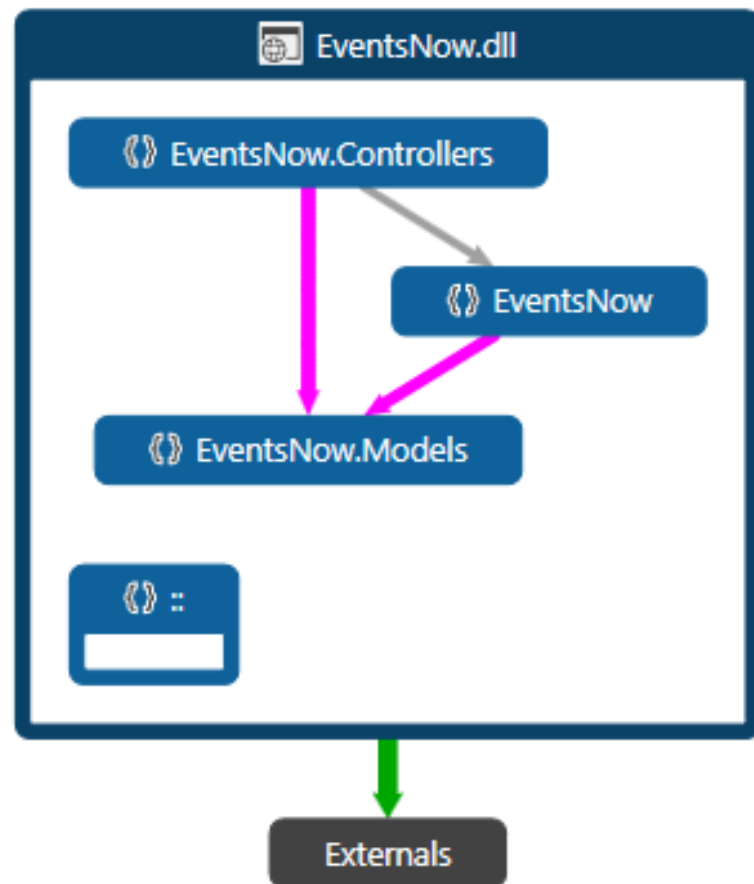 EventsNow.dll
{} EventsNow.Controllers
{} EventsNow
{} EventsNow.Models
{} ::
Externals